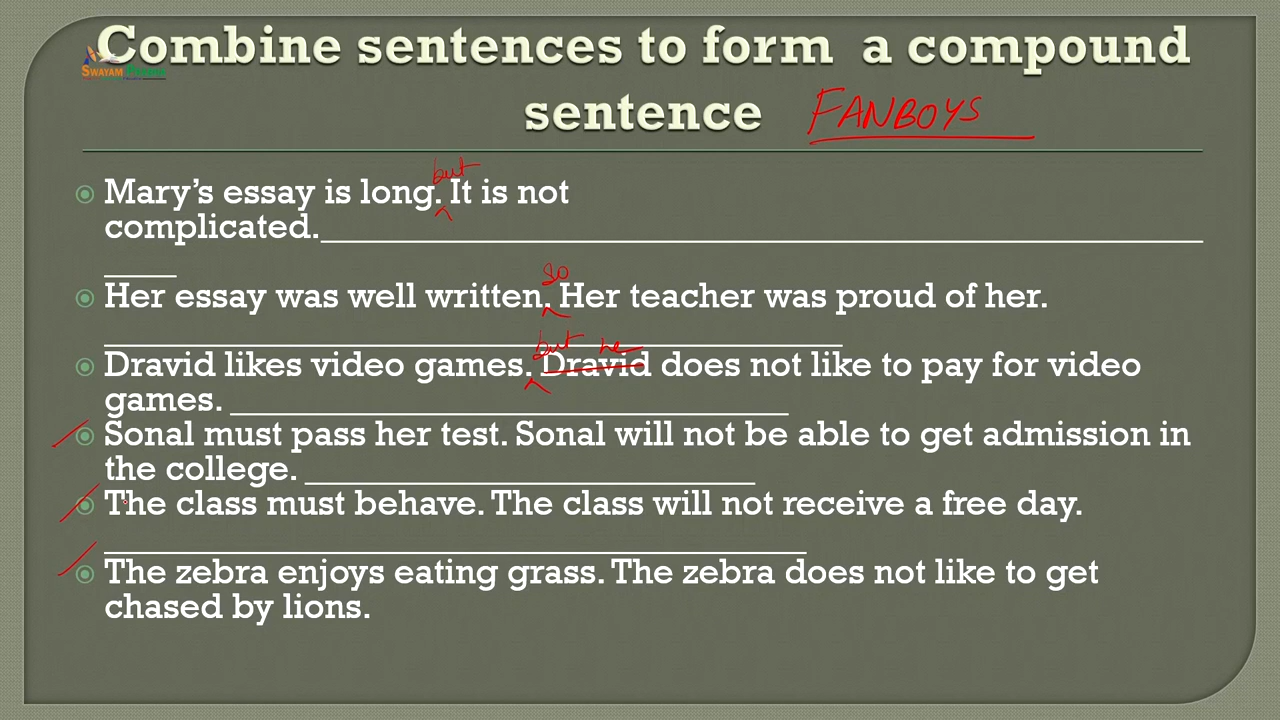 Combine sentences to form a compound
SWAYAM PRABHA
sentence FANBOYS
but
Mary’s essay is long. It is not
complicated.
so
Her essay was well written. Her teacher was proud of her.
but he
Dravid likes video games. Dravid does not like to pay for video
games.
Sonal must pass her test. Sonal will not be able to get admission in
the college.
The class must behave. The class will not receive a free day.
The zebra enjoys eating grass. The zebra does not like to get
chased by lions.